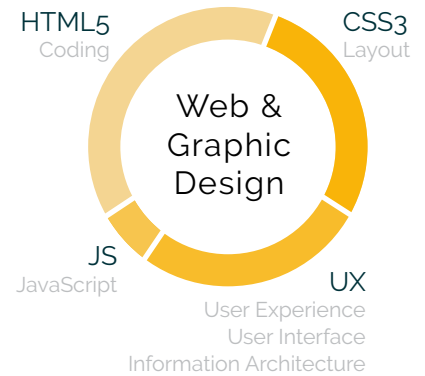 HTML5
Coding
CSS3
Layout
Web &
Graphic
Design
JS
JavaScript
UX
User Experience
User Interface
Information Architecture